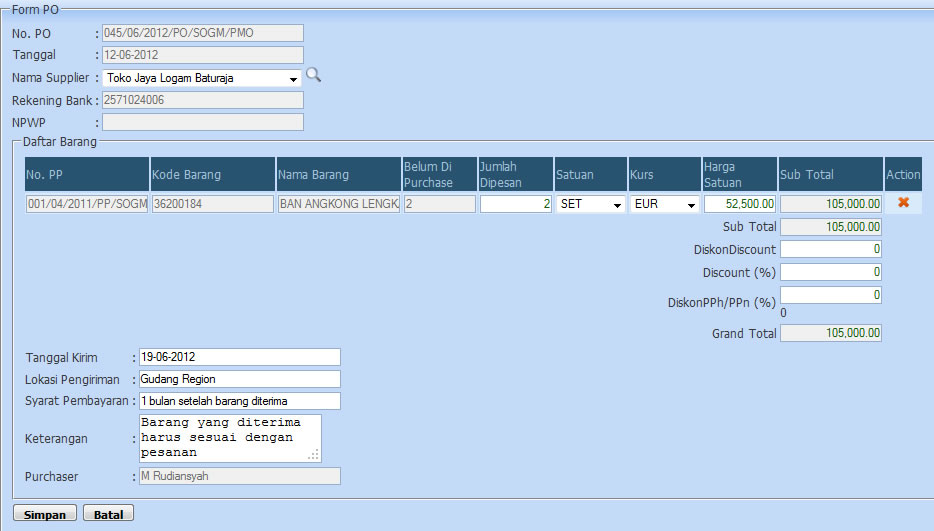 Form PO
No. PO : 045/06/2012/PO/SOGM/PMO
Tanggal : 12-06-2012
Nama Supplier : Toko Jaya Logam Baturaja
Rekening Bank : 2571024006
NPWP :
Daftar Barang
No. PP Kode Barang Nama Barang Belum Di Purchase Jumlah Dipesan Satuan Kurs Harga Satuan Sub Total Action
001/04/2011/PP/SOGM 36200184 BAN ANGKONG LENGK 2 2 SET EUR 52,500.00 105,000.00
Sub Total 105,000.00
DiskonDiscount 0
Discount (%) 0
DiskonPPh/PPn (%) 0
0
Grand Total 105,000.00
Tanggal Kirim : 19-06-2012
Lokasi Pengiriman : Gudang Region
Syarat Pembayaran : 1 bulan setelah barang diterima
Keterangan : Barang yang diterima
harus sesuai dengan
pesanan
Purchaser : M Rudiansyah
Simpan Batal